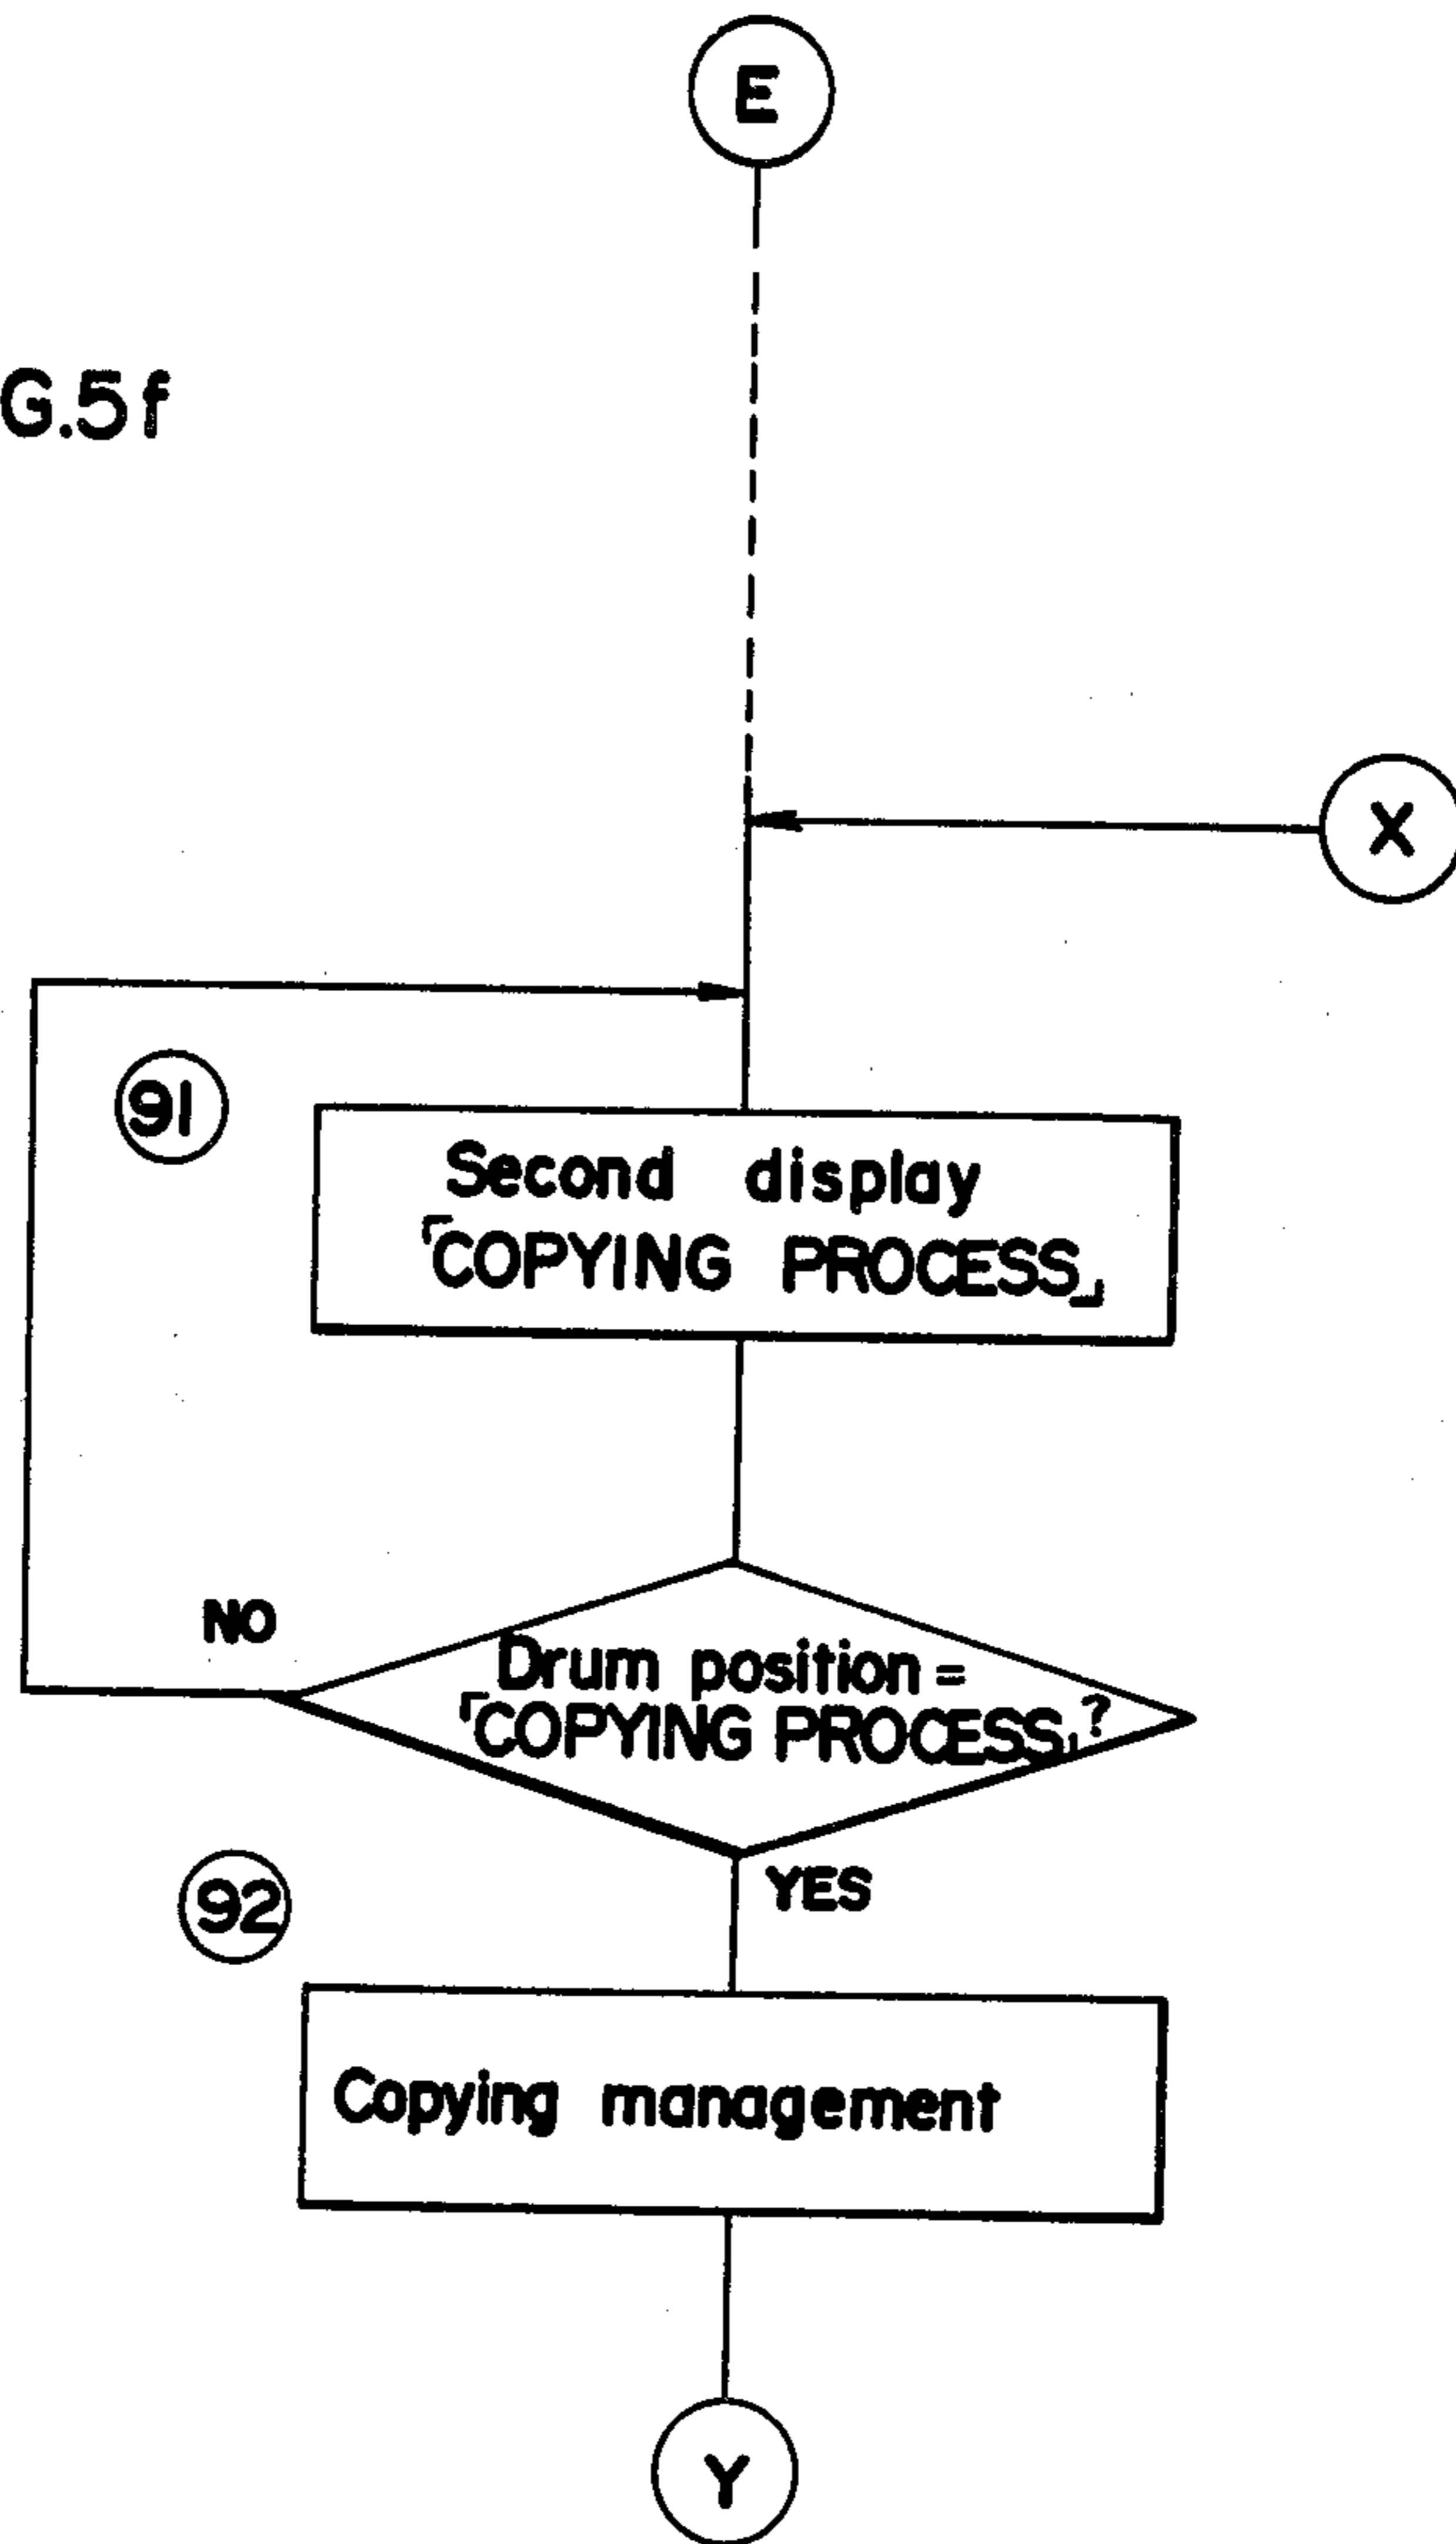 E
G.5f
X
91
Second display
「COPYING PROCESS」
NO
Drum position =
「COPYING PROCESS」?
YES
92
Copying management
Y